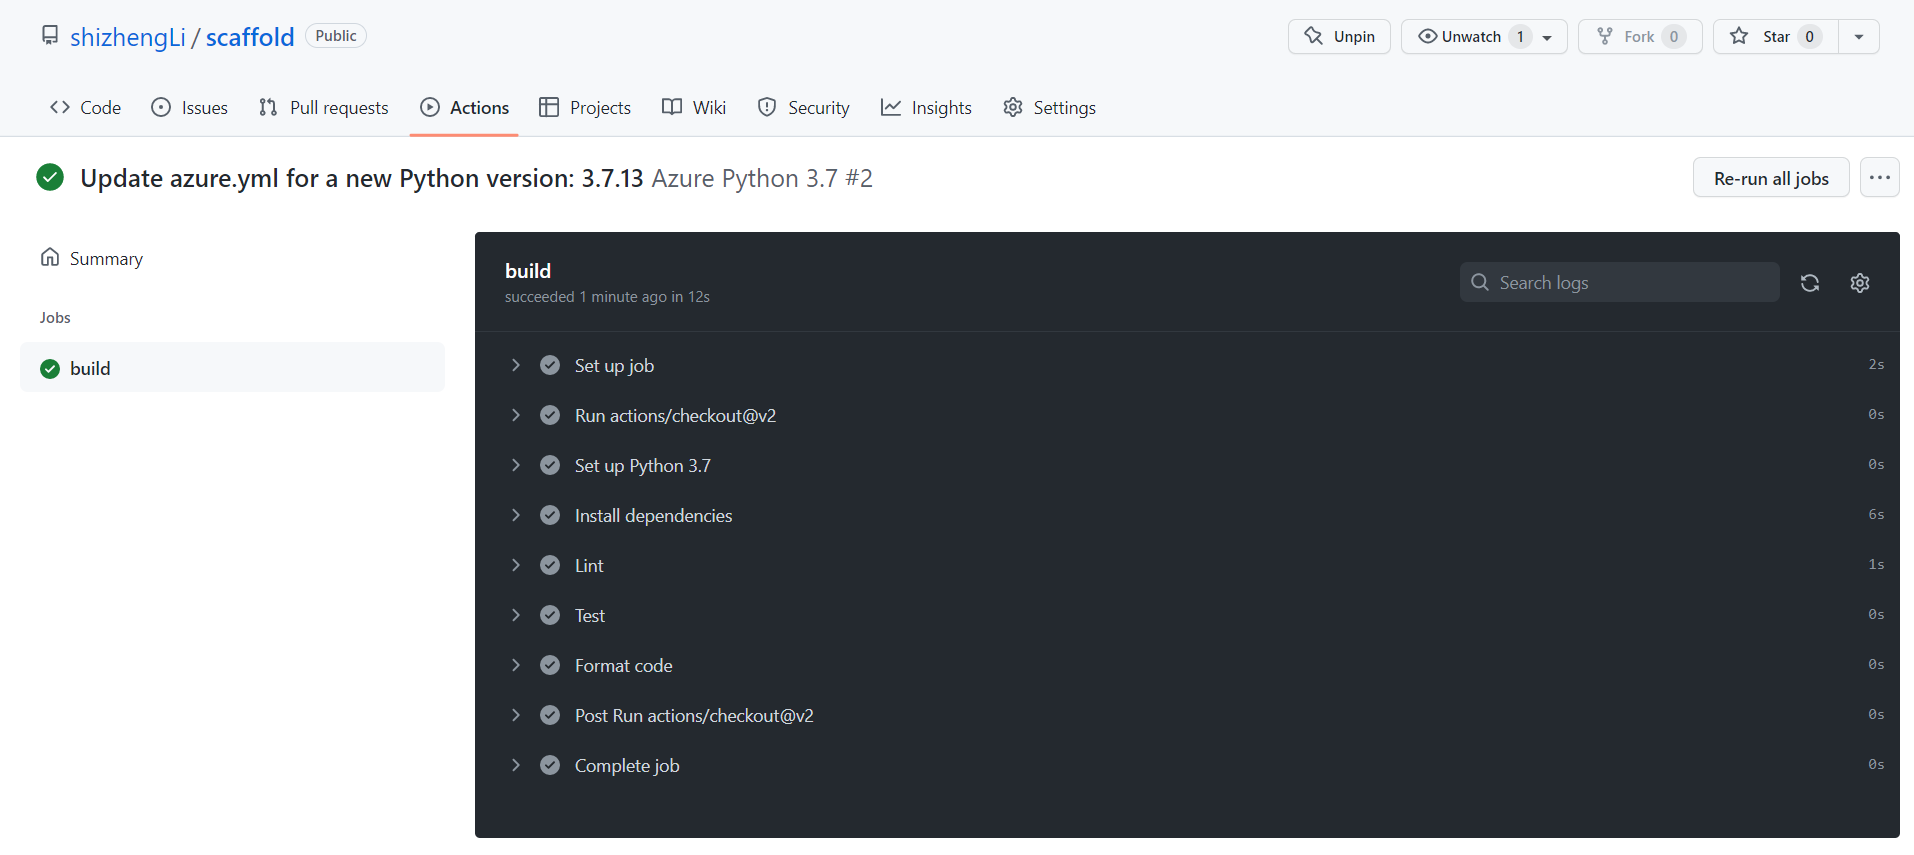 shizhengLi / scaffold Public Unpin Unwatch 1 Fork 0 Star 0
Code Issues Pull requests Actions Projects Wiki Security Insights Settings
Update azure.yml for a new Python version: 3.7.13 Azure Python 3.7 #2 Re-run all jobs
Summary
Jobs
build
build
succeeded 1 minute ago in 12s
Search logs
Set up job 2s
Run actions/checkout@v2 0s
Set up Python 3.7 0s
Install dependencies 6s
Lint 1s
Test 0s
Format code 0s
Post Run actions/checkout@v2 0s
Complete job 0s